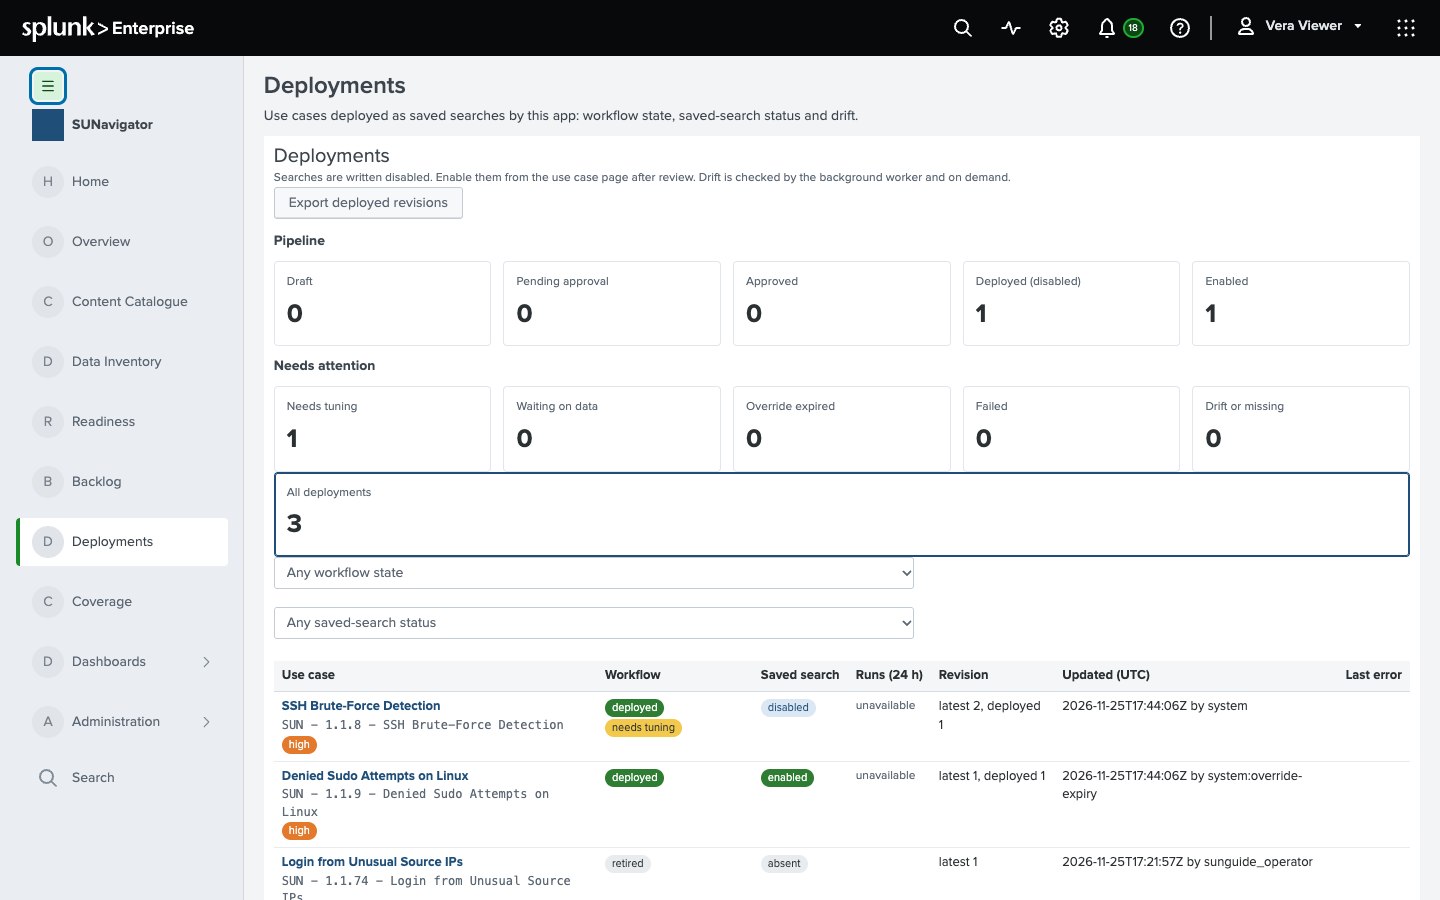 splunk>Enterprise
18
Vera Viewer
SUNavigator
H Home
O Overview
C Content Catalogue
D Data Inventory
R Readiness
B Backlog
D Deployments
C Coverage
D Dashboards
A Administration
Search
Deployments
Use cases deployed as saved searches by this app: workflow state, saved-search status and drift.
Deployments
Searches are written disabled. Enable them from the use case page after review. Drift is checked by the background worker and on demand.
Export deployed revisions
Pipeline
Draft Pending approval Approved Deployed (disabled) Enabled
0 0 0 1 1
Needs attention
Needs tuning Waiting on data Override expired Failed Drift or missing
1 0 0 0 0
All deployments
3
Any workflow state
Any saved-search status
Use case Workflow Saved search Runs (24 h) Revision Updated (UTC) Last error
SSH Brute-Force Detection deployed disabled unavailable latest 2, deployed 2026-11-25T17:44:06Z by system
SUN - 1.1.8 - SSH Brute-Force Detection needs tuning 1
high
Denied Sudo Attempts on Linux deployed enabled unavailable latest 1, deployed 1 2026-11-25T17:44:06Z by system:override-
SUN - 1.1.9 - Denied Sudo Attempts on expiry
Linux
high
Login from Unusual Source IPs retired absent latest 1 2026-11-25T17:21:57Z by sunguide_operator
SUN - 1.1.74 - Login from Unusual Source
IPs